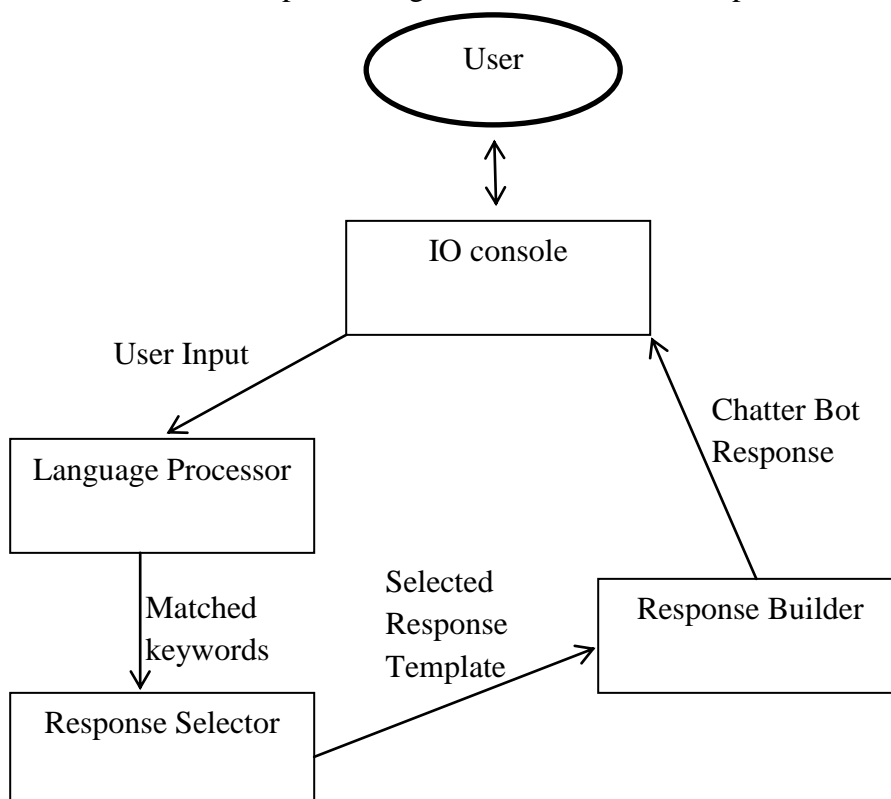 User
IO console
User Input
Chatter Bot
Response
Language Processor
Selected
Response
Template
Matched
keywords
Response Builder
Response Selector